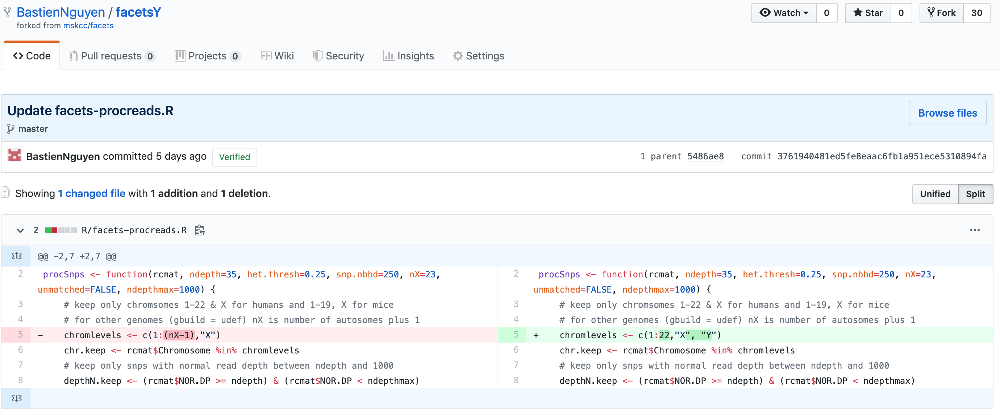 BastienNguyen / facetsY
forked from mskcc/facets
Watch 0 Star 0 Fork 30
Code Pull requests 0 Projects 0 Wiki Security Insights Settings
Update facets-procreads.R
Browse files
master
BastienNguyen committed 5 days ago Verified 1 parent 5486ae8 commit 3761940481ed5fe8eaac6fb1a951ece5310894fa
Showing 1 changed file with 1 addition and 1 deletion.
Unified Split
2 R/facets-procreads.R
@@ -2,7 +2,7 @@
2 procSnps <- function(rcmat, ndepth=35, het.thresh=0.25, snp.nbhd=250, nX=23,
unmatched=FALSE, ndepthmax=1000) {
3 # keep only chromsomes 1-22 & X for humans and 1-19, X for mice
4 # for other genomes (gbuild = udef) nX is number of autosomes plus 1
5 - chromlevels <- c(1:(nX-1),"X")
6 chr.keep <- rcmat$Chromosome %in% chromlevels
7 # keep only snps with normal read depth between ndepth and 1000
8 depthN.keep <- (rcmat$NOR.DP >= ndepth) & (rcmat$NOR.DP < ndepthmax)
2 procSnps <- function(rcmat, ndepth=35, het.thresh=0.25, snp.nbhd=250, nX=23,
unmatched=FALSE, ndepthmax=1000) {
3 # keep only chromsomes 1-22 & X for humans and 1-19, X for mice
4 # for other genomes (gbuild = udef) nX is number of autosomes plus 1
5 + chromlevels <- c(1:22,"X", "Y")
6 chr.keep <- rcmat$Chromosome %in% chromlevels
7 # keep only snps with normal read depth between ndepth and 1000
8 depthN.keep <- (rcmat$NOR.DP >= ndepth) & (rcmat$NOR.DP < ndepthmax)